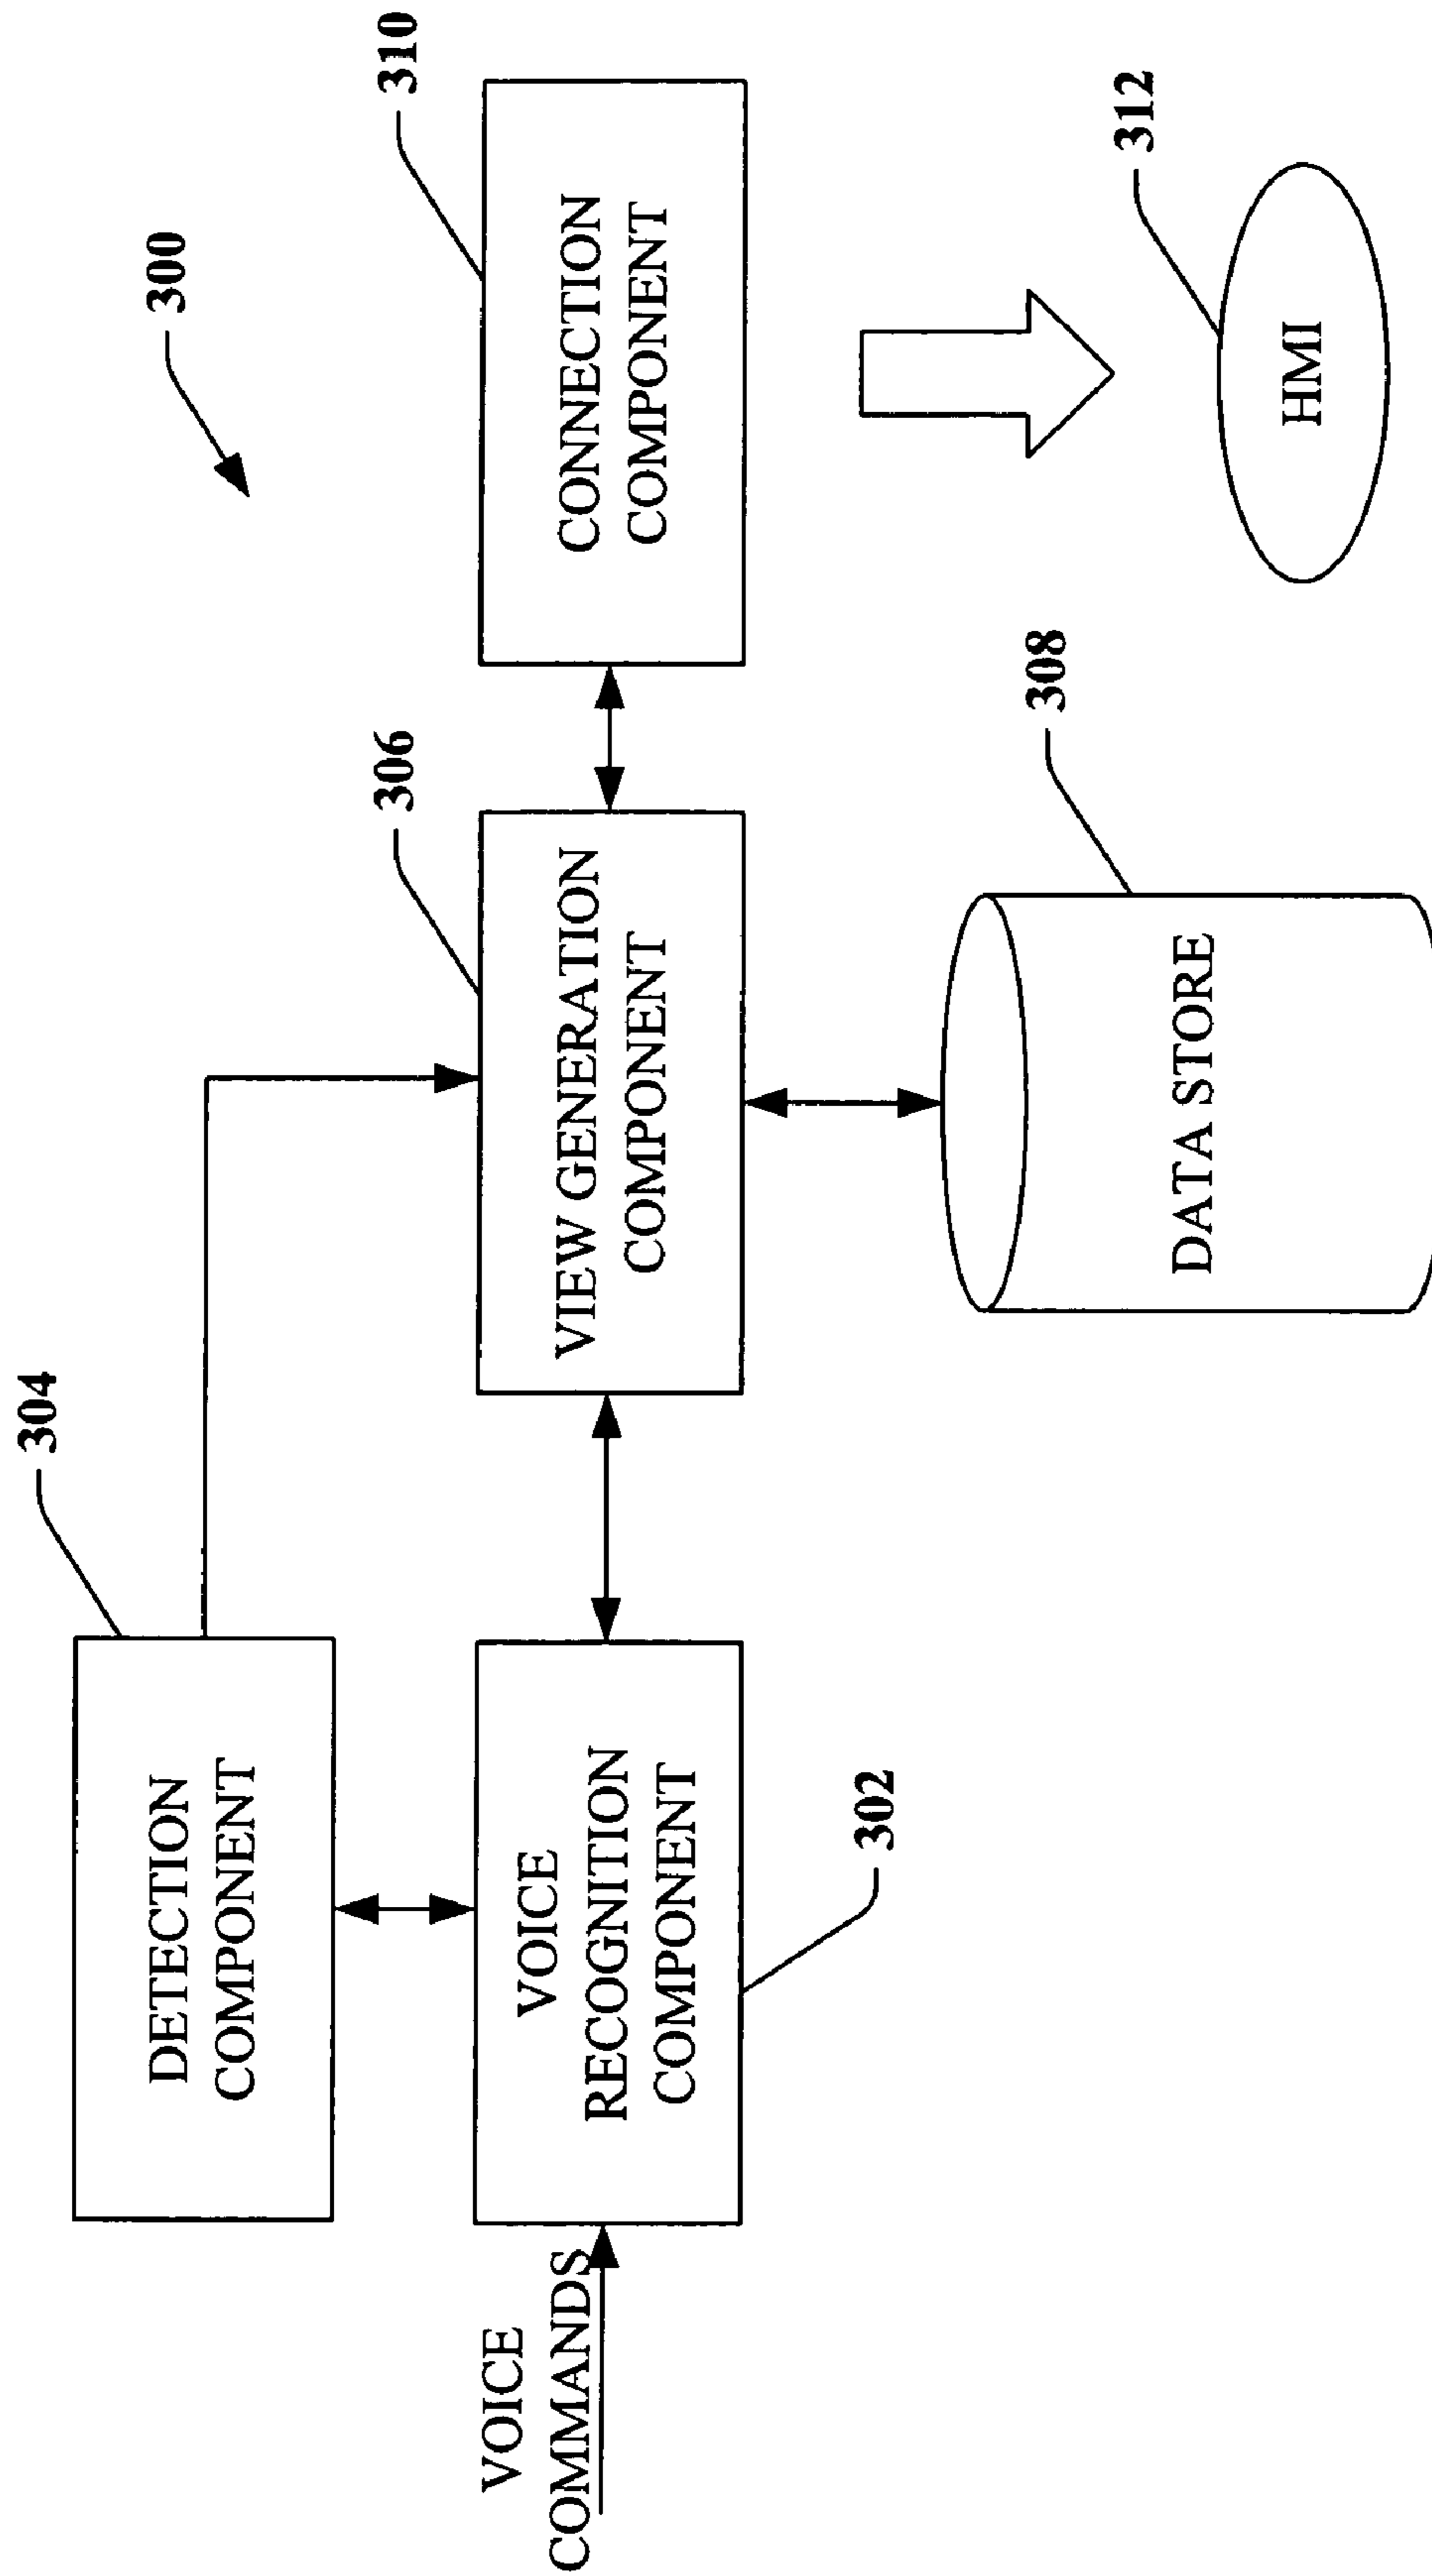 300
304
DETECTION
COMPONENT
306
310
VOICE
COMMANDS
VOICE
RECOGNITION
COMPONENT
302
VIEW GENERATION
COMPONENT
CONNECTION
COMPONENT
308
DATA STORE
312
HMI